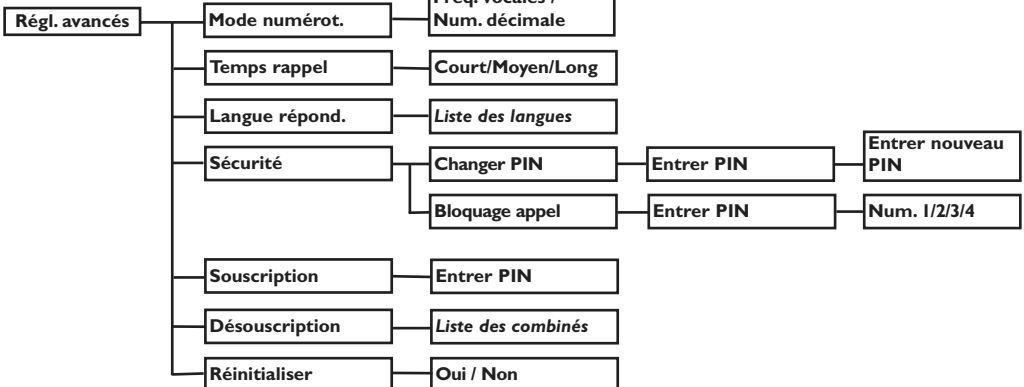 Régl. avancés
Mode numérot.
Fréq. vocales /
Num. décimale
Temps rappel
Court/Moyen/Long
Langue répond.
Liste des langues
Sécurité
Changer PIN
Entrer PIN
Entrer nouveau
PIN
Bloquage appel
Entrer PIN
Num. 1/2/3/4
Souscription
Entrer PIN
Désouscription
Liste des combinés
Réinitialiser
Oui / Non